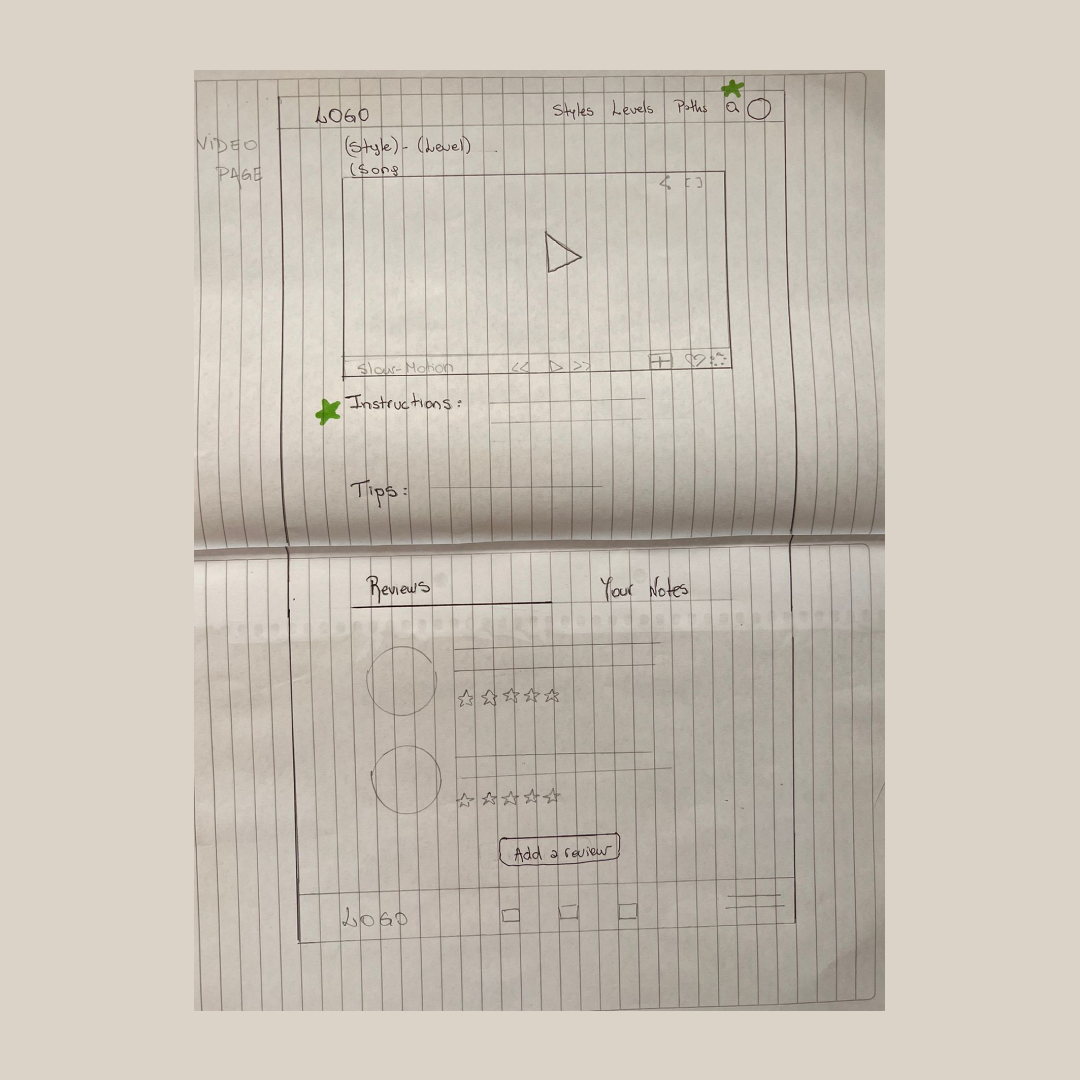 VIDEO
PAGE
LOGO
Styles Levels Paths
(Style) - (Level)
(Song
Slow-Motion
Instructions:
Tips:
Reviews
Your Notes
Add a review
LOGO